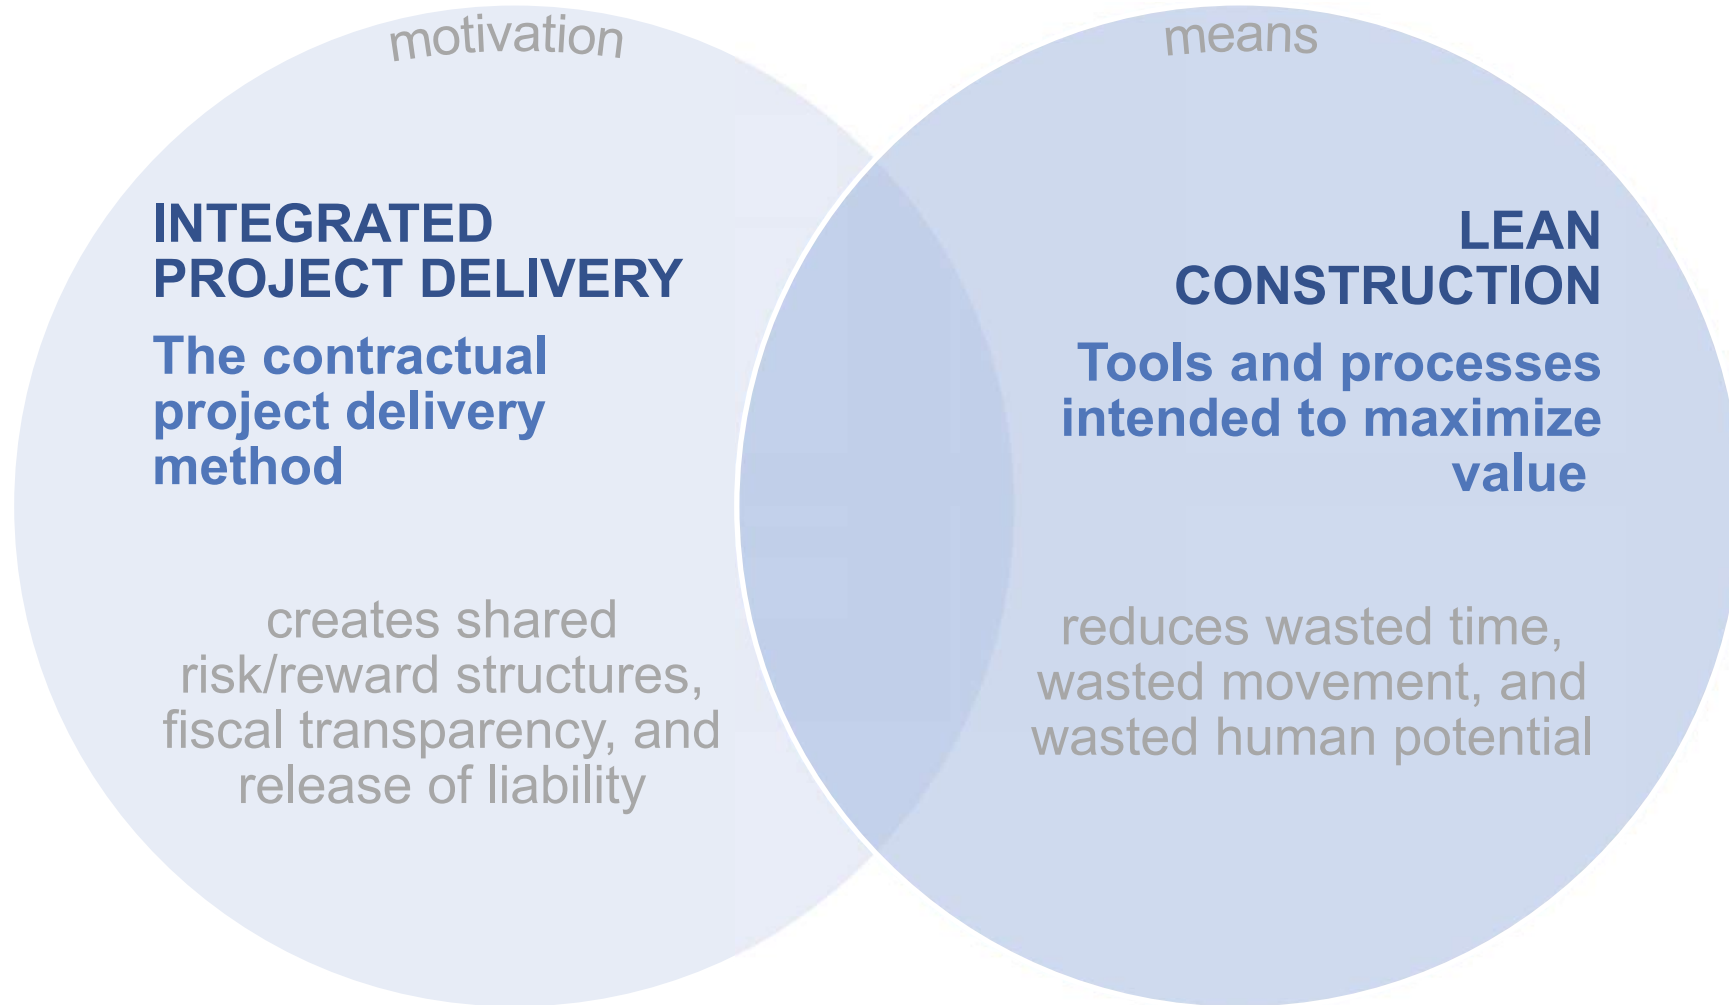 motivation
means
INTEGRATED
PROJECT DELIVERY
The contractual
project delivery
method
creates shared
risk/reward structures,
fiscal transparency, and
release of liability
LEAN
CONSTRUCTION
Tools and processes
intended to maximize
value
reduces wasted time,
wasted movement, and
wasted human potential